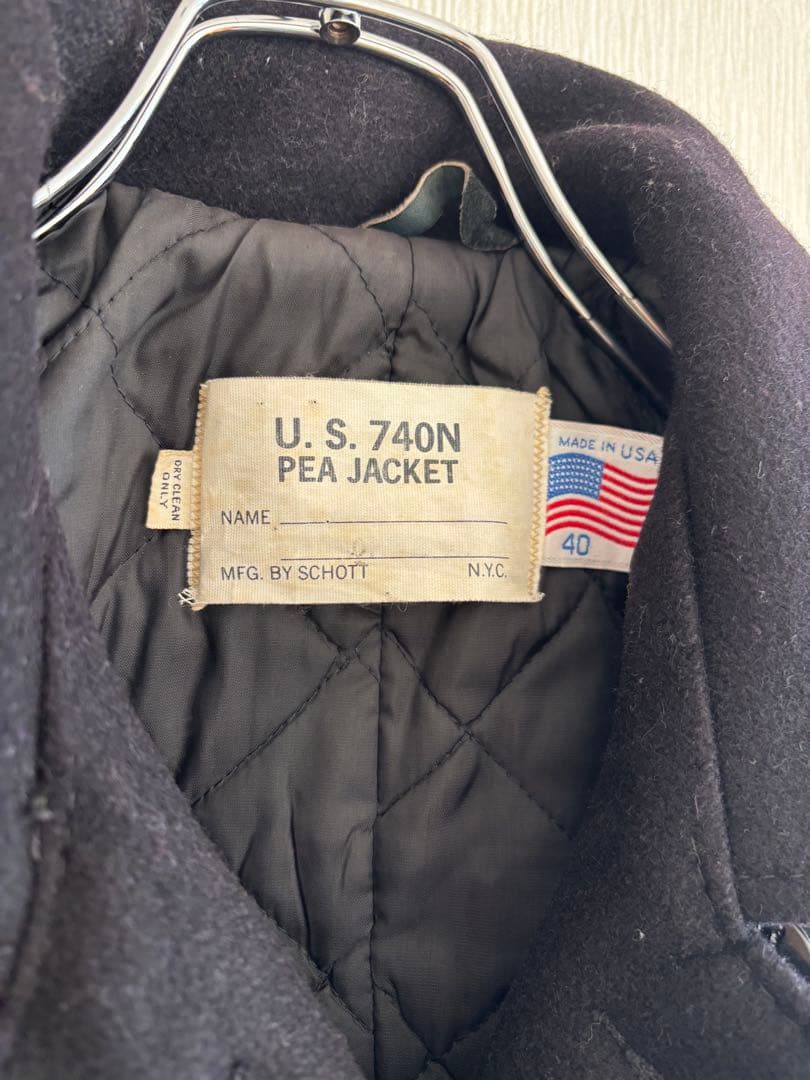 U. S. 740N
PEA JACKET
NAME
MFG. BY SCHOTT N.Y.C.
DRY CLEAN
ONLY
MADE IN USA
40